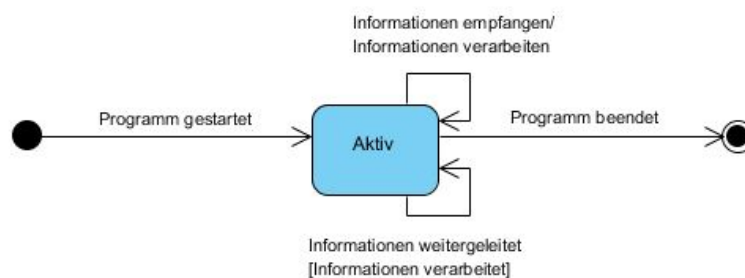 Informationen empfangen/
Informationen verarbeiten
Programm gestartet
Aktiv
Programm beendet
Informationen weitergeleitet
[Informationen verarbeitet]